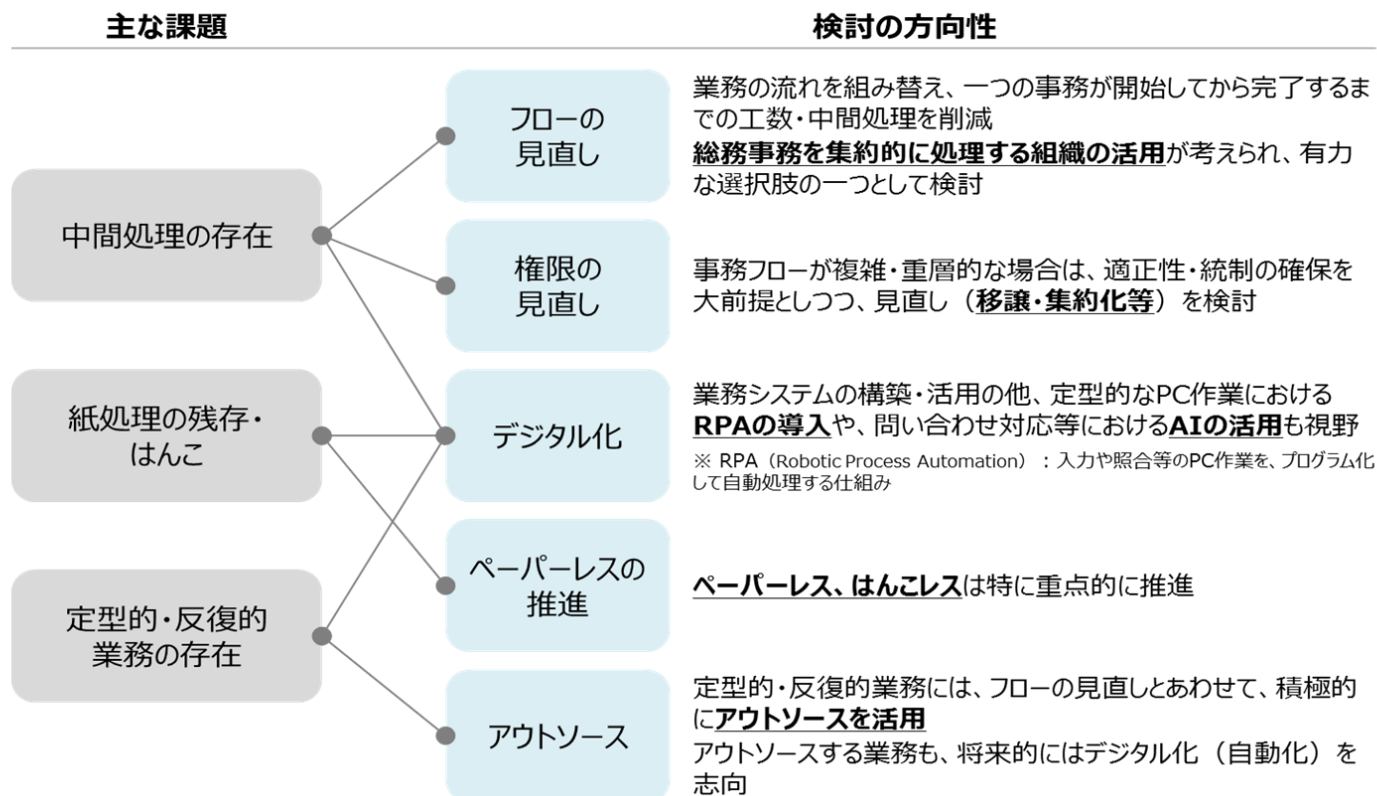 主な課題
検討の方向性
中間処理の存在
紙処理の残存・
はんこ
定型的・反復的
業務の存在
フローの
見直し
業務の流れを組み替え、一つの事務が開始してから完了するま
での工数・中間処理を削減
総務事務を集約的に処理する組織の活用が考えられ、有力
な選択肢の一つとして検討
権限の
見直し
事務フローが複雑・重層的な場合は、適正性・統制の確保を
大前提としつつ、見直し（移譲・集約化等）を検討
デジタル化
業務システムの構築・活用の他、定型的なPC作業における
RPAの導入や、問い合わせ対応等におけるAIの活用も視野
※ RPA（Robotic Process Automation）：入力や照合等のPC作業を、プログラム化
して自動処理する仕組み
ペーパーレスの
推進
ペーパーレス、はんこレスは特に重点的に推進
アウトソース
定型的・反復的業務には、フローの見直しとあわせて、積極的
にアウトソースを活用
アウトソースする業務も、将来的にはデジタル化（自動化）を
志向